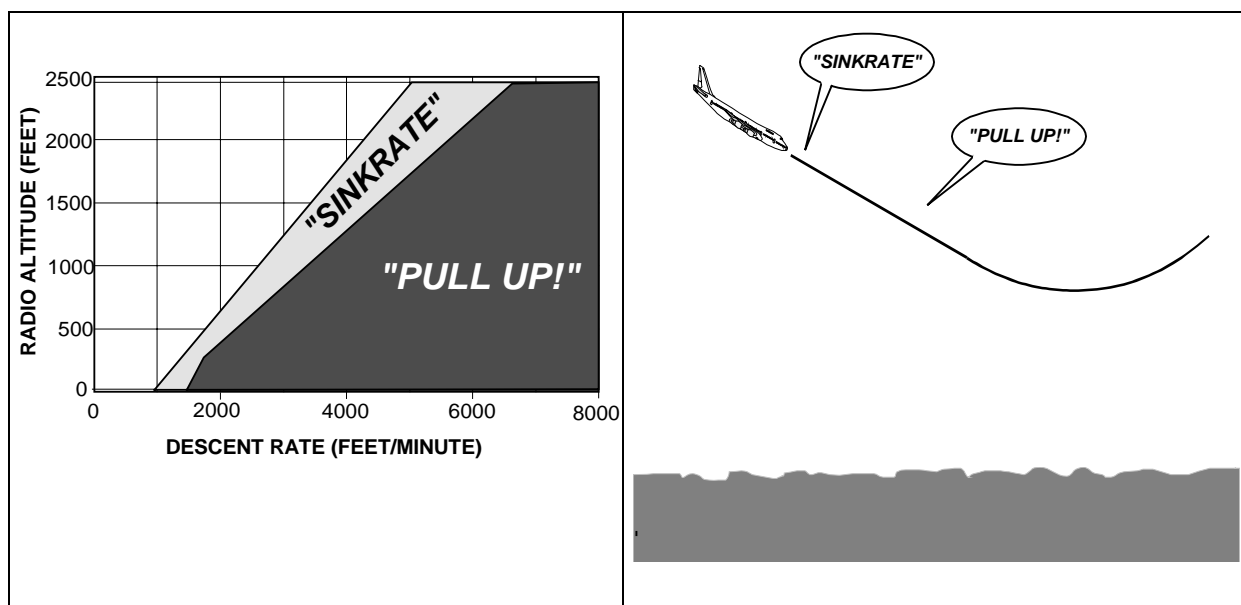 2500
2000
1500
1000
500
0
RADIO ALTITUDE (FEET)
"SINKRATE"
"PULL UP!"
0 2000 4000 6000 8000
DESCENT RATE (FEET/MINUTE)
"SINKRATE"
"PULL UP!"